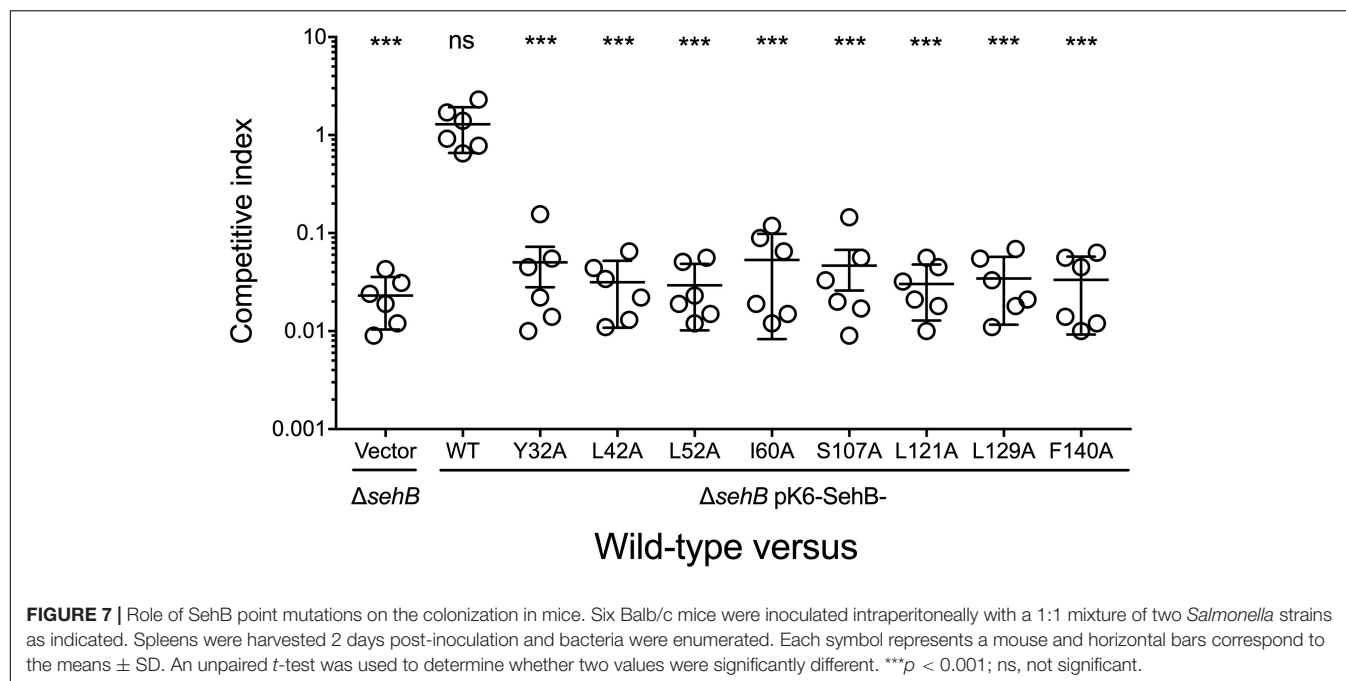 10
*** ns *** *** *** *** *** *** *** ***
1
0.1
0.01
0.001
Competitive index
Vector WT Y32A L42A L52A I60A S107A L121A L129A F140A
ΔsehB ΔsehB pK6-SehB-
Wild-type versus
FIGURE 7 | Role of SehB point mutations on the colonization in mice. Six Balb/c mice were inoculated intraperitoneally with a 1:1 mixture of two Salmonella strains
as indicated. Spleens were harvested 2 days post-inoculation and bacteria were enumerated. Each symbol represents a mouse and horizontal bars correspond to
the means ± SD. An unpaired t-test was used to determine whether two values were significantly different. ***p < 0.001; ns, not significant.